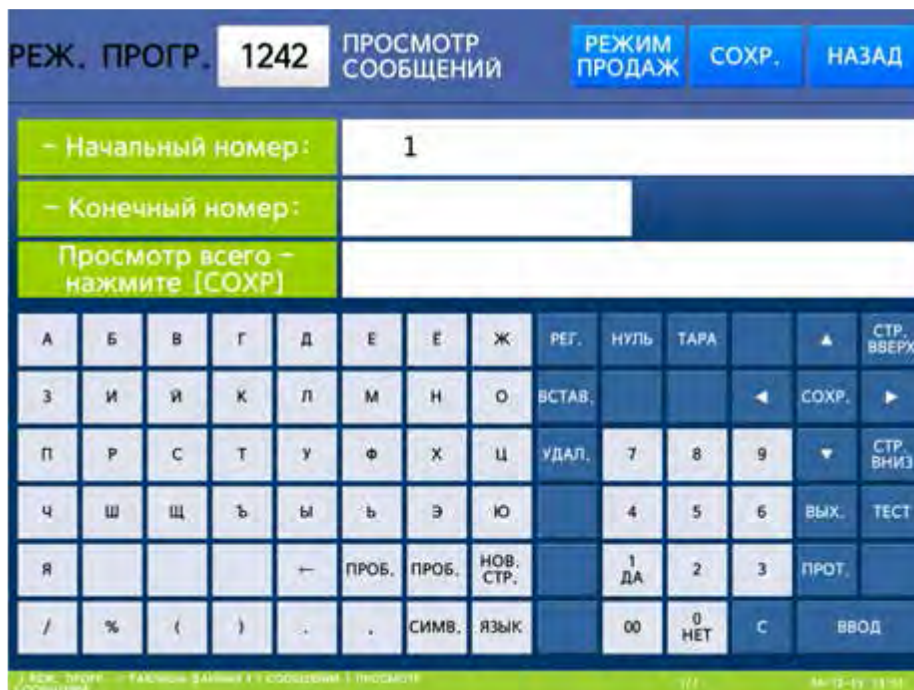 РЕЖ. ПРОГР. 1242 ПРОСМОТР СООБЩЕНИЙ РЕЖИМ ПРОДАЖ СОХР. НАЗАД
- Начальный номер: 1
- Конечный номер:
Просмотр всего -
нажмите [СОХР]
А Б В Г Д Е Ё Ж РЕГ. НУЛЬ ТАРА ▲ СТР. ВВЕРХ
З И Й К Л М Н О ВСТАВ. ◄ СОХР. ►
П Р С Т У Ф Х Ц УДАЛ. 7 8 9 ▼ СТР. ВНИЗ
Ч Ш Щ Ъ Ы Ь Э Ю 4 5 6 ВЫХ. ТЕСТ
Я ← ПРОБ. ПРОБ. НОВ. СТР. 1 ДА 2 3 ПРОТ.
/ % ( ) . , СИМВ. ЯЗЫК 00 0 НЕТ С ВВОД